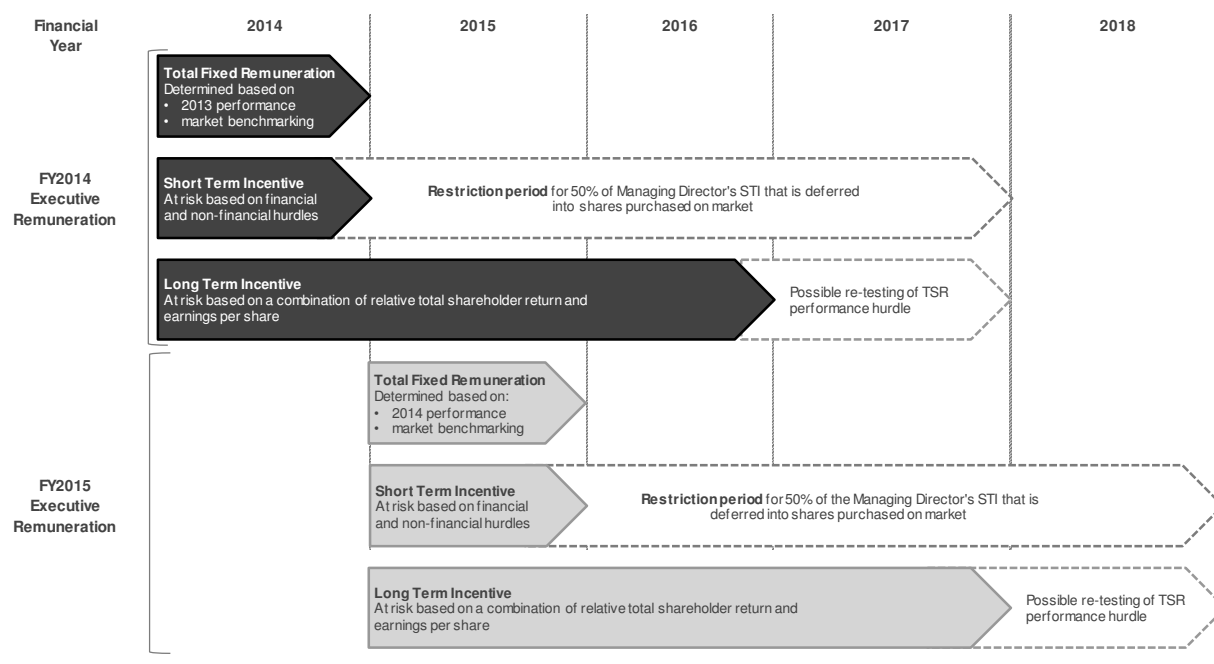 Financial
Year
2014
2015
2016
2017
2018
FY2014
Executive
Remuneration
Total Fixed Remuneration
Determined based on
• 2013 performance
• market benchmarking
Short Term Incentive
At risk based on financial
and non-financial hurdles
Restriction period for 50% of Managing Director's STI that is deferred
into shares purchased on market
Long Term Incentive
At risk based on a combination of relative total shareholder return and
earnings per share
Possible re-testing of TSR
performance hurdle
FY2015
Executive
Remuneration
Total Fixed Remuneration
Determined based on:
• 2014 performance
• market benchmarking
Short Term Incentive
At risk based on financial
and non-financial hurdles
Restriction period for 50% of the Managing Director's STI that is
deferred into shares purchased on market
Long Term Incentive
At risk based on a combination of relative total shareholder return and
earnings per share
Possible re-testing of TSR
performance hurdle